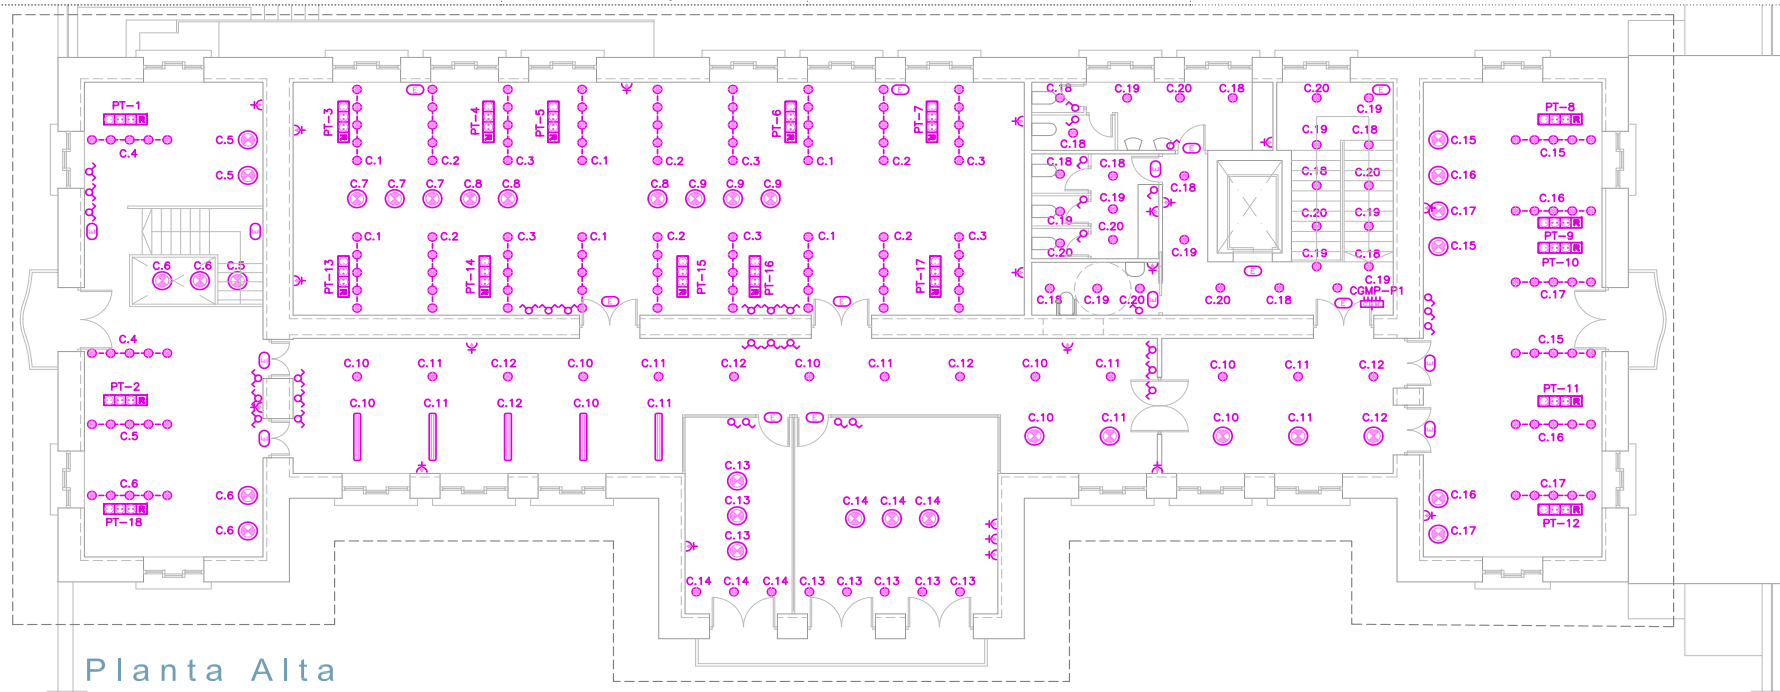 C.18 C.19 C.20 C.18 C.20 C.19
PT-1 PT-3 PT-4 PT-5 PT-6 PT-7 PT-8
C.4 C.5 C.18 C.19 C.18 C.15 C.15
C.1 C.2 C.3 C.1 C.2 C.3 C.1 C.2 C.3
C.5 C.18 C.18 C.18 C.18 C.20 C.16
C.7 C.7 C.7 C.8 C.8 C.8 C.9 C.9 C.9
C.19 C.19 C.20 C.19 C.17 C.16
C.1 C.2 C.3 C.1 C.2 C.3 C.1 C.2 C.3
C.20 C.20 C.19 C.19 C.18 C.15 PT-9
C.6 C.6 C.5 PT-13 PT-14 PT-15 PT-16 PT-17 PT-10
C.18 C.19 C.20 C.20 C.18 C.19 C.17
CGMP-P1
C.4 C.15
C.10 C.11 C.12 C.10 C.11 C.12 C.10 C.11 C.12 C.10 C.11 C.10 C.11 C.12
PT-2 PT-11
C.10 C.11 C.12 C.10 C.11 C.10 C.11 C.10 C.11 C.12
C.5 C.16
C.13
C.6 C.6 C.13 C.14 C.14 C.14 C.16 C.17
PT-18 PT-12
C.6 C.13 C.17
C.14 C.14 C.14 C.13 C.13 C.13 C.13 C.13
Planta Alta